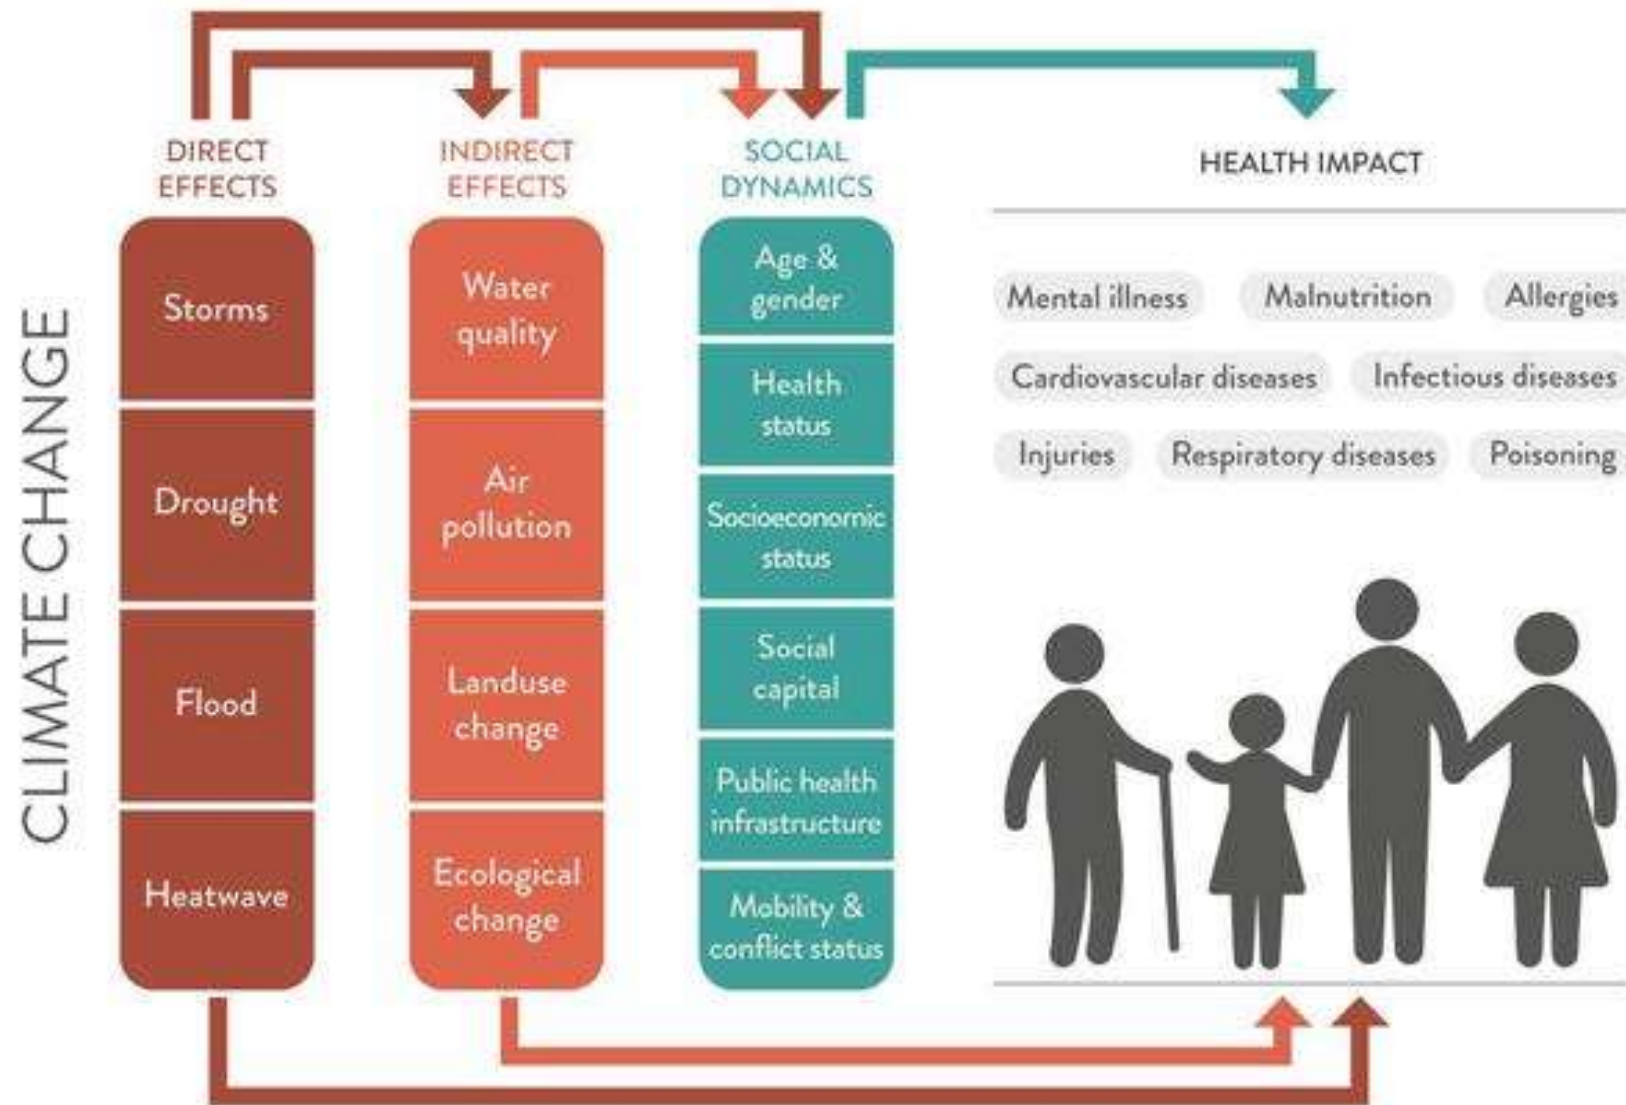 CLIMATE CHANGE
DIRECT
EFFECTS
Storms
Drought
Flood
Heatwave
INDIRECT
EFFECTS
Water
quality
Air
pollution
Landuse
change
Ecological
change
SOCIAL
DYNAMICS
Age &
gender
Health
status
Socioeconomic
status
Social
capital
Public health
infrastructure
Mobility &
conflict status
HEALTH IMPACT
Mental illness Malnutrition Allergies
Cardiovascular diseases Infectious diseases
Injuries Respiratory diseases Poisoning